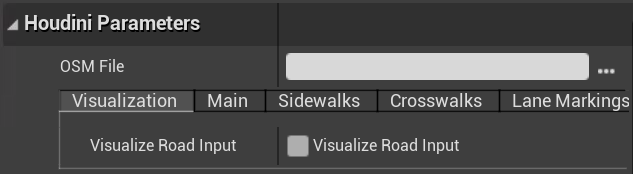 Houdini Parameters
OSM File ...
Visualization Main Sidewalks Crosswalks Lane Markings
Visualize Road Input Visualize Road Input